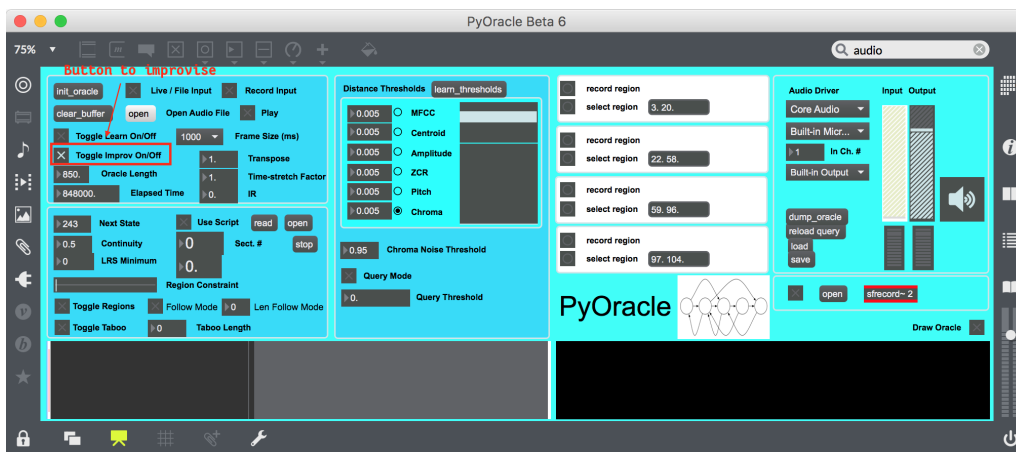 PyOracle Beta 6
75%
audio
Button to improvise
init_oracle
Live / File Input
Record Input
clear_buffer
open
Open Audio File
Play
Toggle Learn On/Off
1000
Frame Size (ms)
Toggle Improv On/Off
1.
Transpose
850.
Oracle Length
1.
Time-stretch Factor
848000.
Elapsed Time
0.
IR
243
Next State
Use Script
read
open
0.5
Continuity
0
Sect. #
stop
0
LRS Minimum
0.
Region Constraint
Toggle Regions
Follow Mode
0
Len Follow Mode
Toggle Taboo
0
Taboo Length
Distance Thresholds
learn_thresholds
0.005
MFCC
0.005
Centroid
0.005
Amplitude
0.005
ZCR
0.005
Pitch
0.005
Chroma
0.95
Chroma Noise Threshold
Query Mode
0.
Query Threshold
record region
select region
3. 20.
record region
select region
22. 58.
record region
select region
59. 96.
record region
select region
97. 104.
PyOracle
Audio Driver
Input
Output
Core Audio
Built-in Micr...
1
In Ch. #
Built-in Output
dump_oracle
reload query
load
save
open
sfrecord~ 2
Draw Oracle